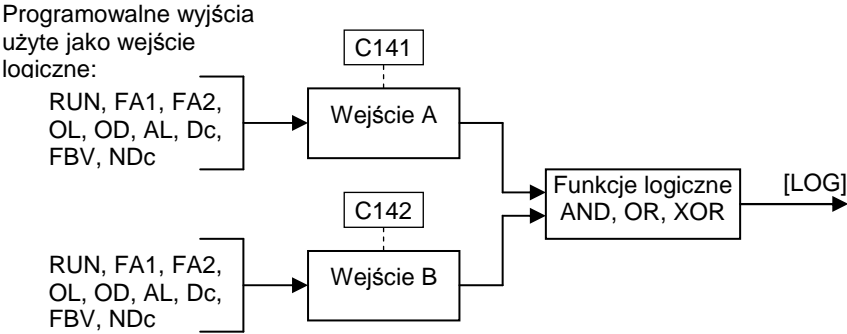 Programowalne wyjścia
użyte jako wejście
logiczne:
C141
RUN, FA1, FA2,
OL, OD, AL, Dc,
FBV, NDc
Wejście A
Funkcje logiczne
AND, OR, XOR
[LOG]
C142
RUN, FA1, FA2,
OL, OD, AL, Dc,
FBV, NDc
Wejście B